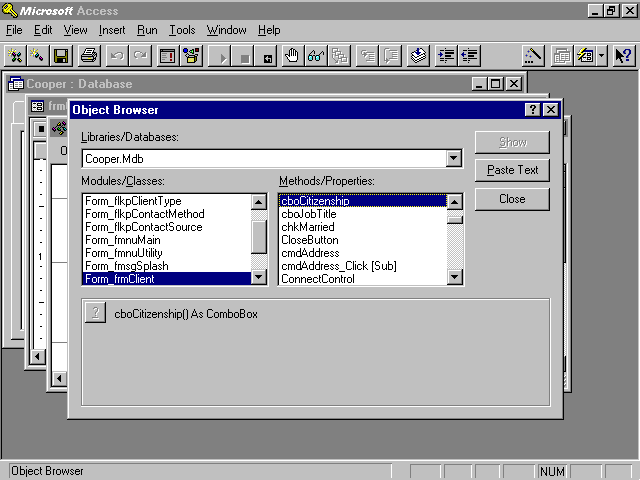 Microsoft Access
File Edit View Insert Run Tools Window Help
Cooper : Database
Object Browser
Libraries/Databases:
Cooper.Mdb
Show
Paste Text
Close
Modules/Classes:
Methods/Properties:
Form_flkpClientType
Form_flkpContactMethod
Form_flkpContactSource
Form_fmnuMain
Form_fmnuUtility
Form_fmsgSplash
Form_frmClient
cboCitizenship
cboJobTitle
chkMarried
CloseButton
cmdAddress
cmdAddress_Click [Sub]
ConnectControl
1
?
cboCitizenship() As ComboBox
Object Browser
NUM